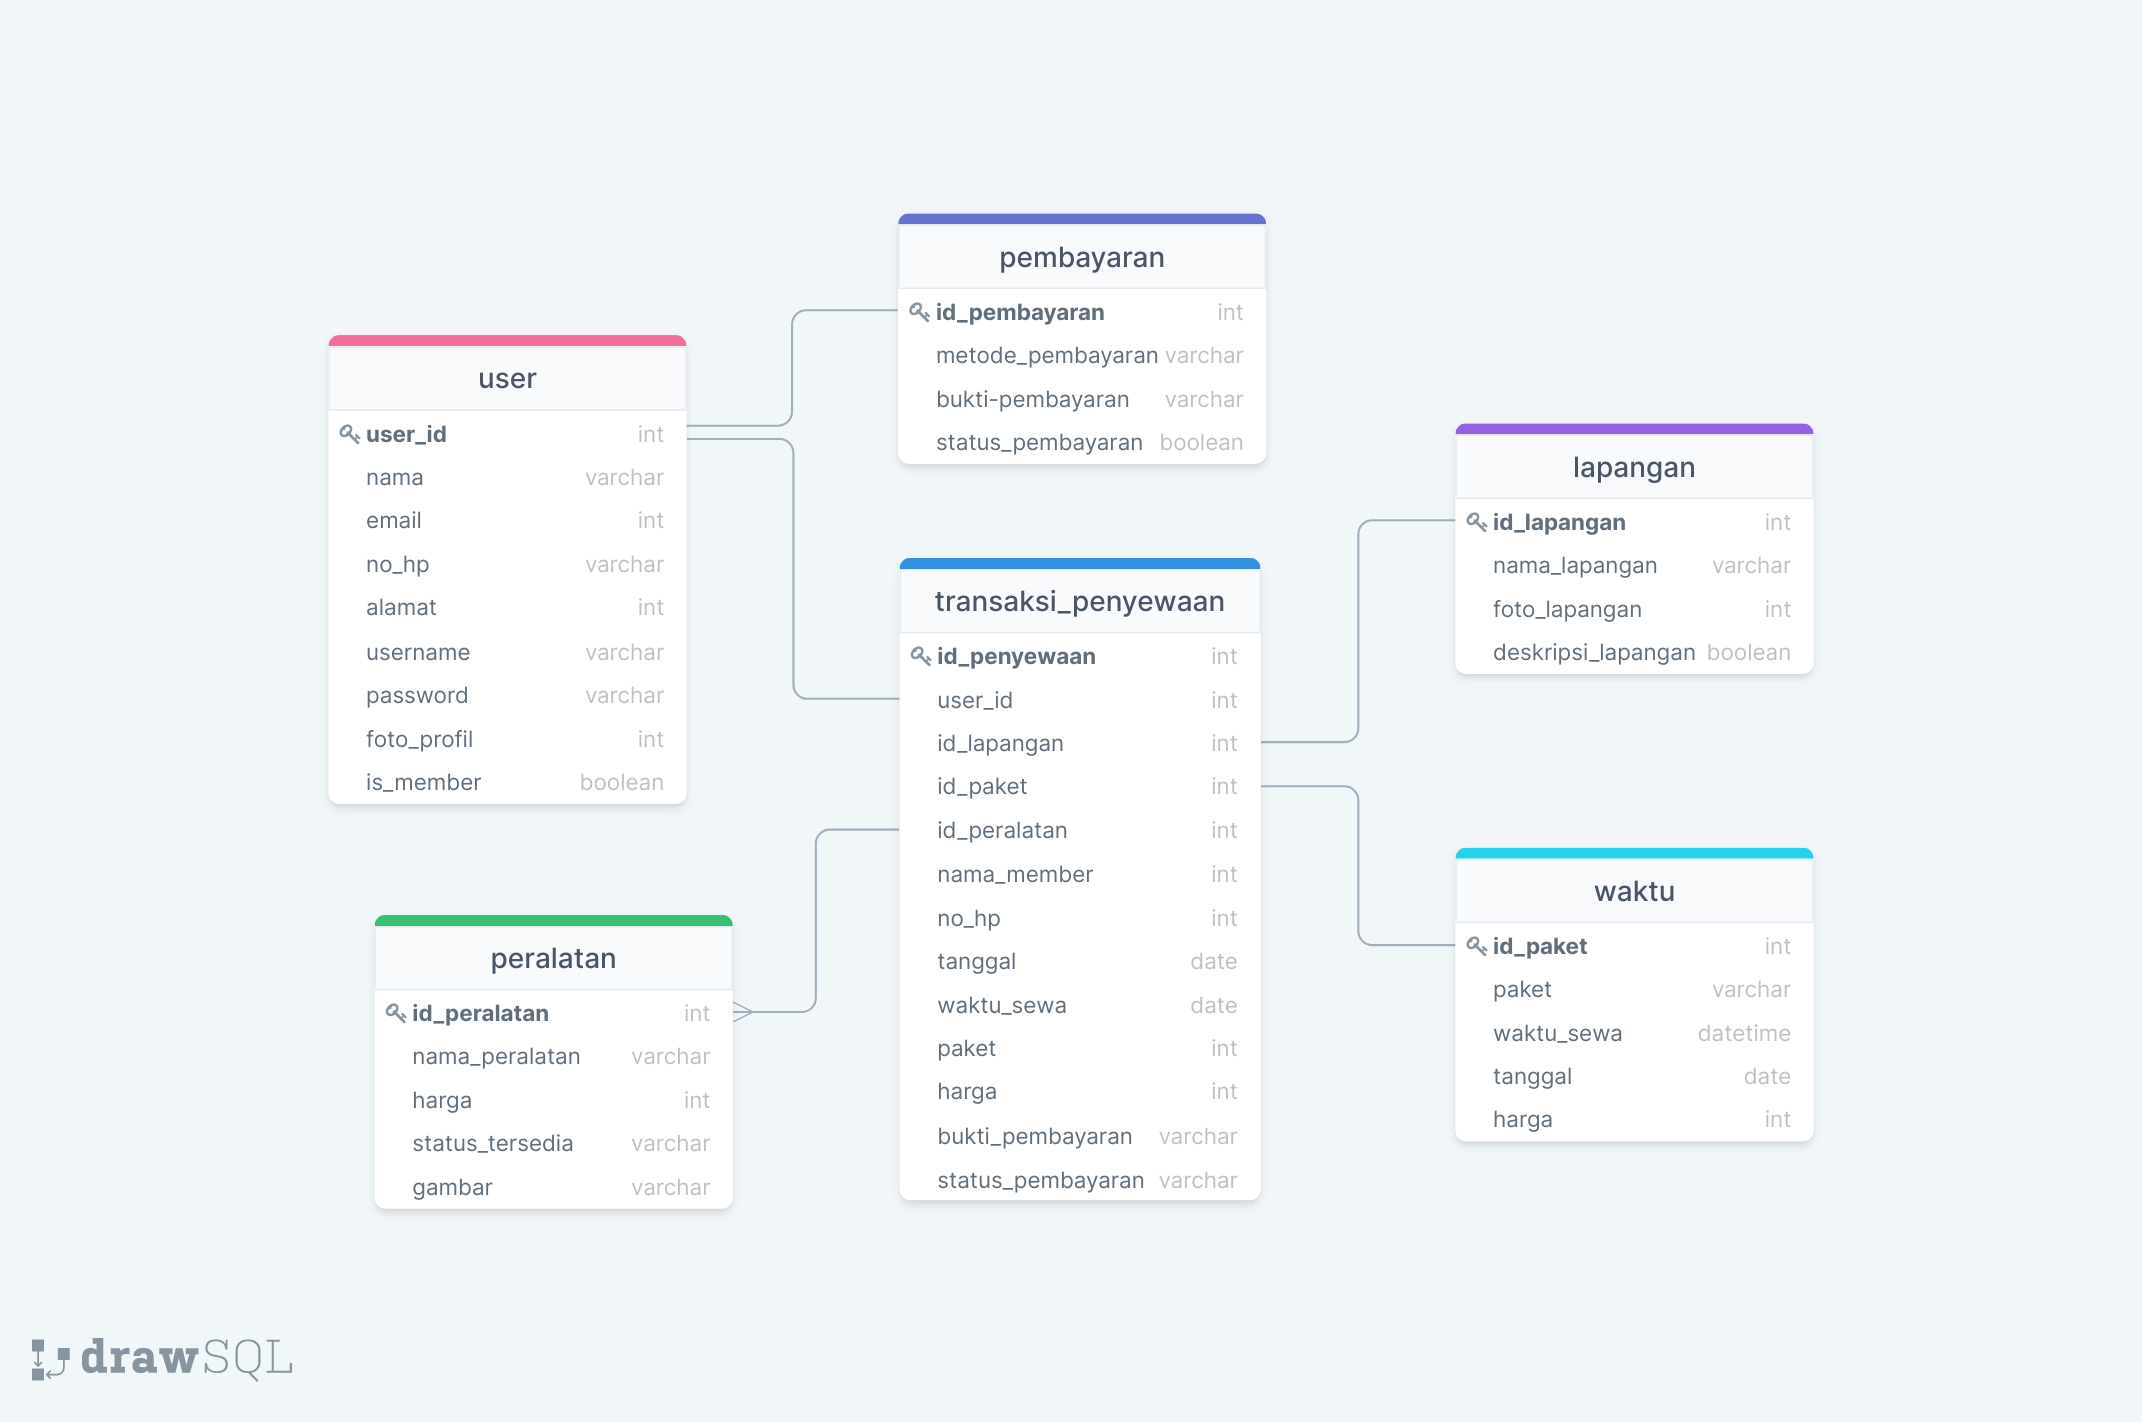 pembayaran
id_pembayaran int
metode_pembayaran varchar
bukti-pembayaran varchar
status_pembayaran boolean
user
user_id int
nama varchar
email int
no_hp varchar
alamat int
username varchar
password varchar
foto_profil int
is_member boolean
lapangan
id_lapangan int
nama_lapangan varchar
foto_lapangan int
deskripsi_lapangan boolean
transaksi_penyewaan
id_penyewaan int
user_id int
id_lapangan int
id_paket int
id_peralatan int
nama_member int
no_hp int
tanggal date
waktu_sewa date
paket int
harga int
bukti_pembayaran varchar
status_pembayaran varchar
waktu
id_paket int
paket varchar
waktu_sewa datetime
tanggal date
harga int
peralatan
id_peralatan int
nama_peralatan varchar
harga int
status_tersedia varchar
gambar varchar
drawSQL